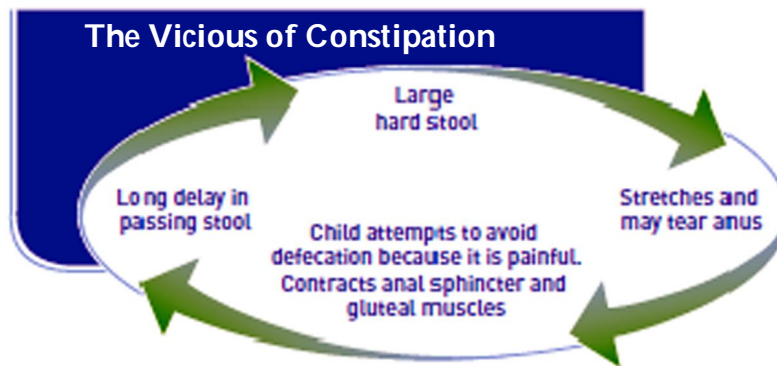 The Vicious of Constipation
Large
hard stool
Stretches and
may tear anus
Child attempts to avoid
defecation because it is painful.
Contracts anal sphincter and
gluteal muscles
Long delay in
passing stool